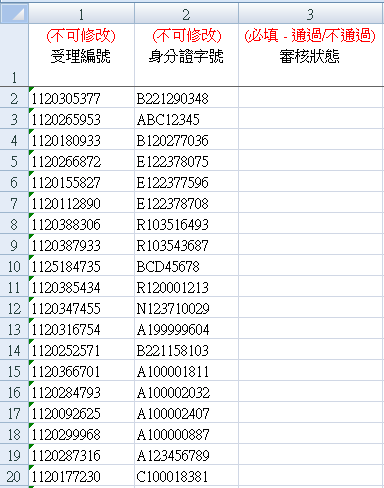 1 2 3
(不可修改) (不可修改) (必填 - 通過/不通過)
1 受理編號 身分證字號 審核狀態
2 1120305377 B221290348
3 1120265953 ABC12345
4 1120180933 B120277036
5 1120266872 E122378075
6 1120155827 E122377596
7 1120112890 E122378708
8 1120388306 R103516493
9 1120387933 R103543687
10 1125184735 BCD45678
11 1120385434 R120001213
12 1120347455 N123710029
13 1120316754 A199999604
14 1120252571 B221158103
15 1120366701 A100001811
16 1120284793 A100002032
17 1120092625 A100002407
18 1120299968 A100000887
19 1120287316 A123456789
20 1120177230 C100018381